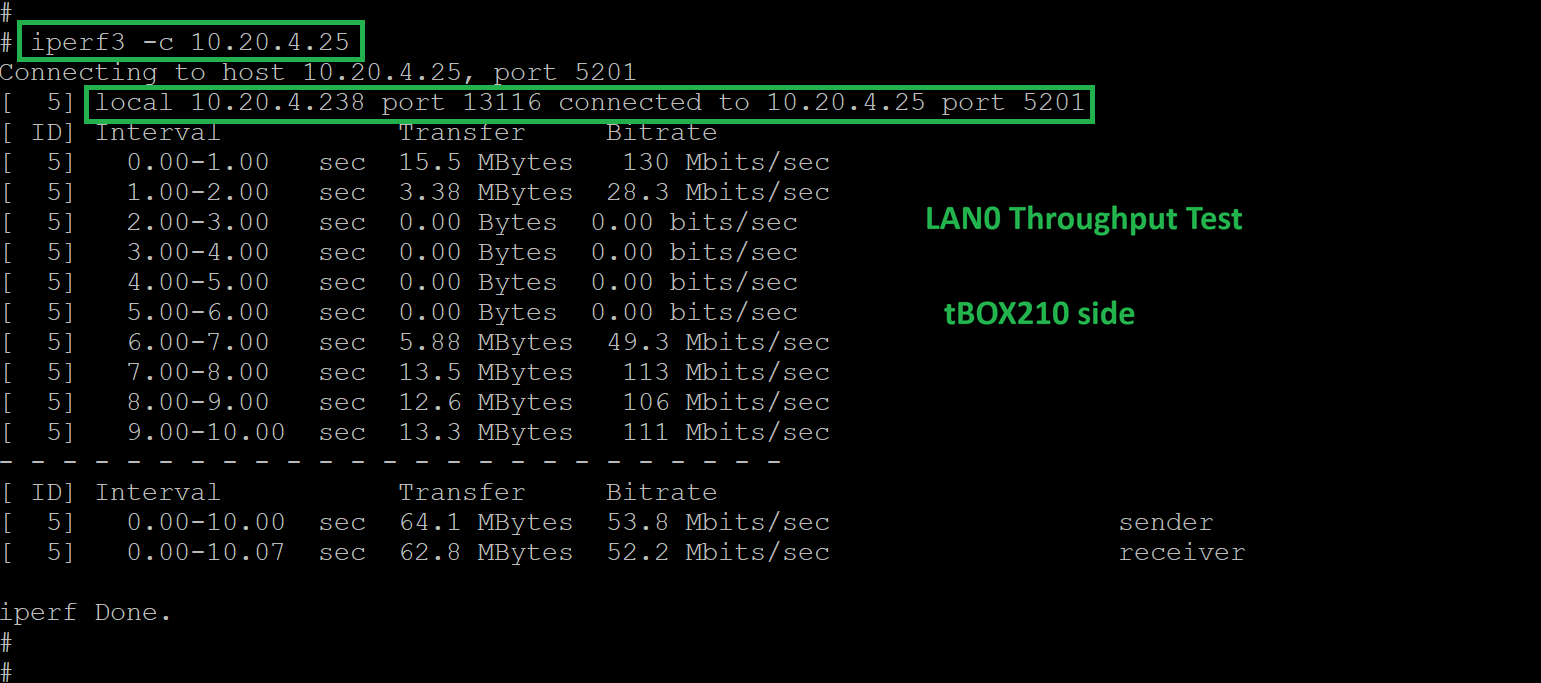 #
# iperf3 -c 10.20.4.25
Connecting to host 10.20.4.25, port 5201
[  5] local 10.20.4.238 port 13116 connected to 10.20.4.25 port 5201
[ ID] Interval           Transfer     Bitrate
[  5]   0.00-1.00   sec  15.5 MBytes   130 Mbits/sec
[  5]   1.00-2.00   sec  3.38 MBytes  28.3 Mbits/sec
LAN0 Throughput Test
[  5]   2.00-3.00   sec  0.00 Bytes  0.00 bits/sec
[  5]   3.00-4.00   sec  0.00 Bytes  0.00 bits/sec
[  5]   4.00-5.00   sec  0.00 Bytes  0.00 bits/sec
[  5]   5.00-6.00   sec  0.00 Bytes  0.00 bits/sec
tBOX210 side
[  5]   6.00-7.00   sec  5.88 MBytes  49.3 Mbits/sec
[  5]   7.00-8.00   sec  13.5 MBytes   113 Mbits/sec
[  5]   8.00-9.00   sec  12.6 MBytes   106 Mbits/sec
[  5]   9.00-10.00  sec  13.3 MBytes   111 Mbits/sec
- - - - - - - - - - - - - - - - - - - - - - - - -
[ ID] Interval           Transfer     Bitrate
[  5]   0.00-10.00  sec  64.1 MBytes  53.8 Mbits/sec                  sender
[  5]   0.00-10.07  sec  62.8 MBytes  52.2 Mbits/sec                  receiver
iperf Done.
#
#